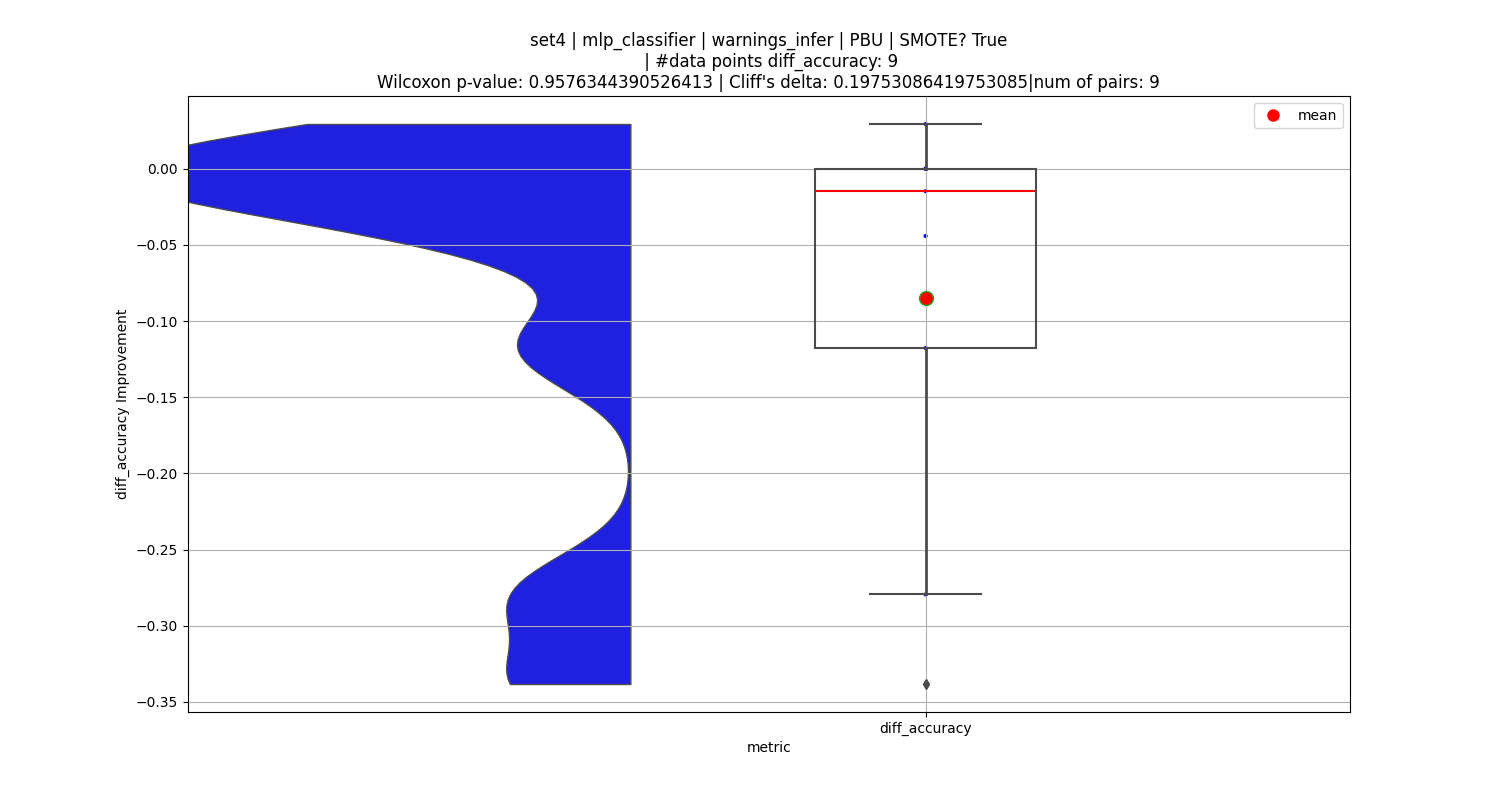 set4 | mlp_classifier | warnings_infer | PBU | SMOTE? True
| #data points diff_accuracy: 9
Wilcoxon p-value: 0.9576344390526413 | Cliff's delta: 0.19753086419753085|num of pairs: 9
mean
0.00
−0.05
−0.10
−0.15
−0.20
−0.25
−0.30
−0.35
diff_accuracy Improvement
diff_accuracy
metric